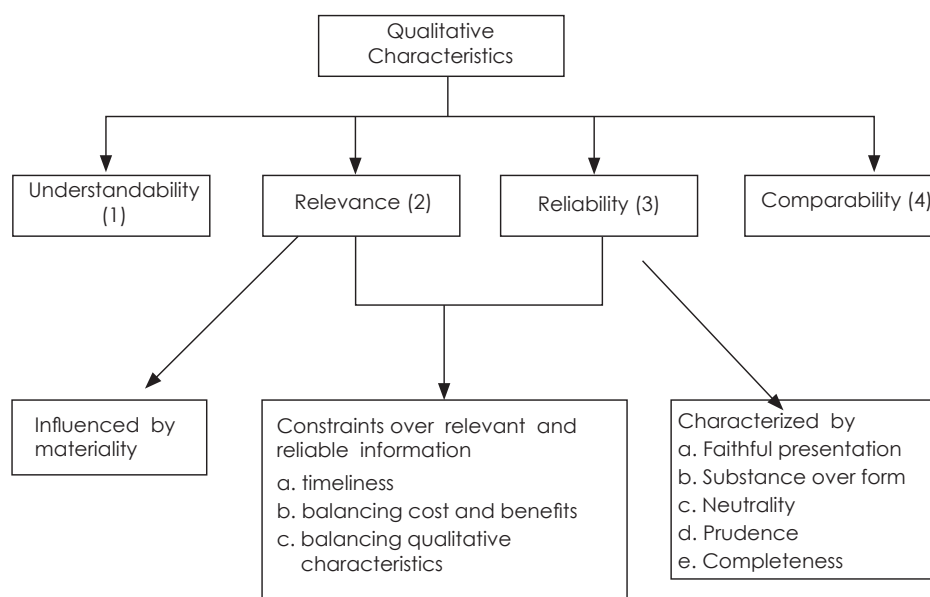 Qualitative
Characteristics
Understandability
(1)
Relevance (2)
Reliability (3)
Comparability (4)
Influenced by
materiality
Constraints over relevant and
reliable information
a. timeliness
b. balancing cost and benefits
c. balancing qualitative
characteristics
Characterized by
a. Faithful presentation
b. Substance over form
c. Neutrality
d. Prudence
e. Completeness